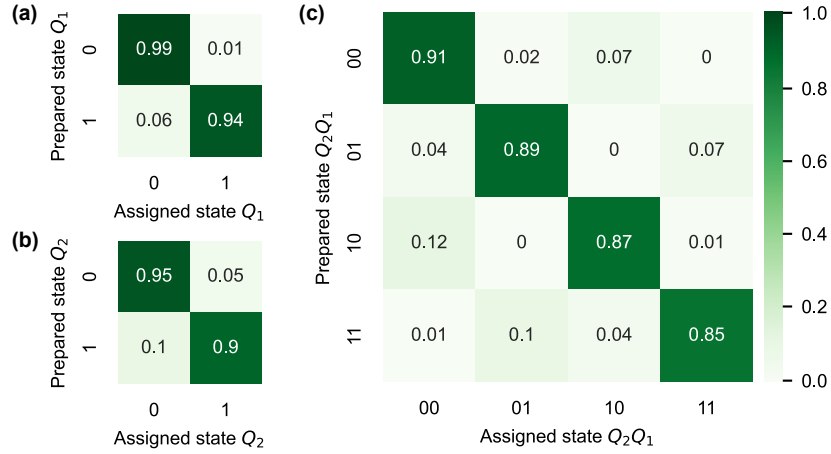 (a)
Prepared state Q1
0
1
0.99 0.01
0.06 0.94
0 1
Assigned state Q1
(b)
Prepared state Q2
0
1
0.95 0.05
0.1 0.9
0 1
Assigned state Q2
(c)
Prepared state Q2Q1
00
01
10
11
0.91 0.02 0.07 0
0.04 0.89 0 0.07
0.12 0 0.87 0.01
0.01 0.1 0.04 0.85
00 01 10 11
Assigned state Q2Q1
1.0
0.8
0.6
0.4
0.2
0.0